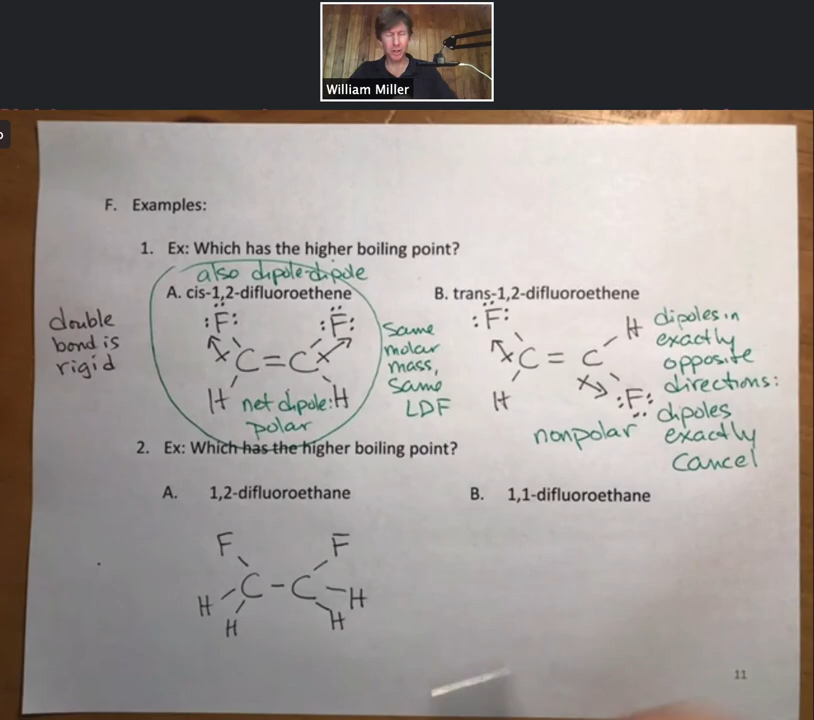 William Miller
F. Examples:
1. Ex: Which has the higher boiling point?
also dipole-dipole
A. cis-1,2-difluoroethene
B. trans-1,2-difluoroethene
double
bond is
rigid
:F: :F:
C=C
H H
net dipole:
polar
same
molar
mass,
same
LDF
:F: H
C = C
H :F:
nonpolar
dipoles in
exactly
opposite
directions:
dipoles
exactly
cancel
2. Ex: Which has the higher boiling point?
A. 1,2-difluoroethane
B. 1,1-difluoroethane
F F
H-C-C-H
H H
11